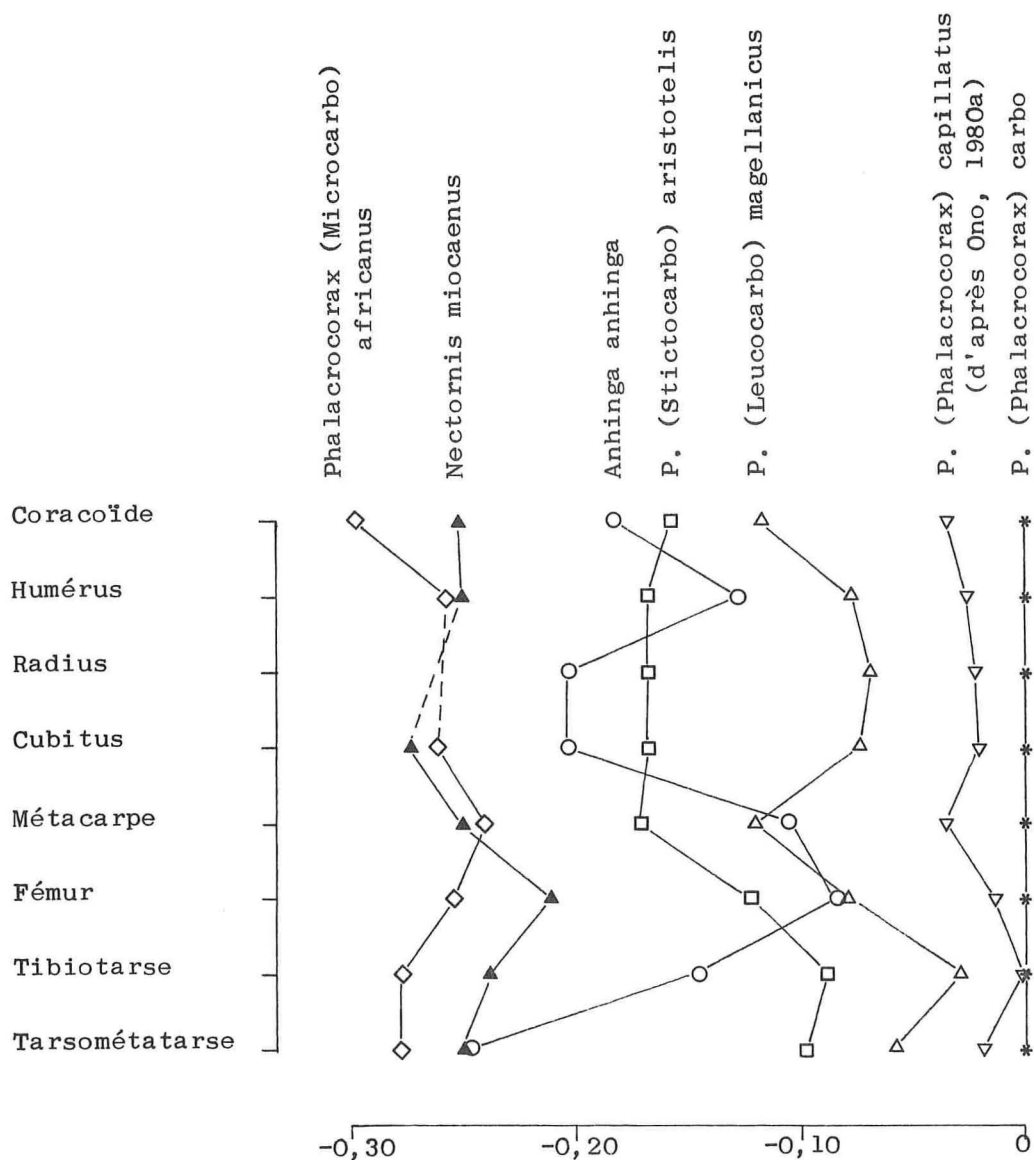 Phalacrocorax (Microcarbo)
africanus
Nectornis miocaenus
Anhinga anhinga
P. (Stictocarbo) aristotelis
P. (Leucocarbo) magellanicus
P. (Phalacrocorax) capillatus
(d'après Ono, 1980a)
P. (Phalacrocorax) carbo
Coracoïde
Humérus
Radius
Cubitus
Métacarpe
Fémur
Tibiotarse
Tarsométatarse
-0,30 -0,20 -0,10 0